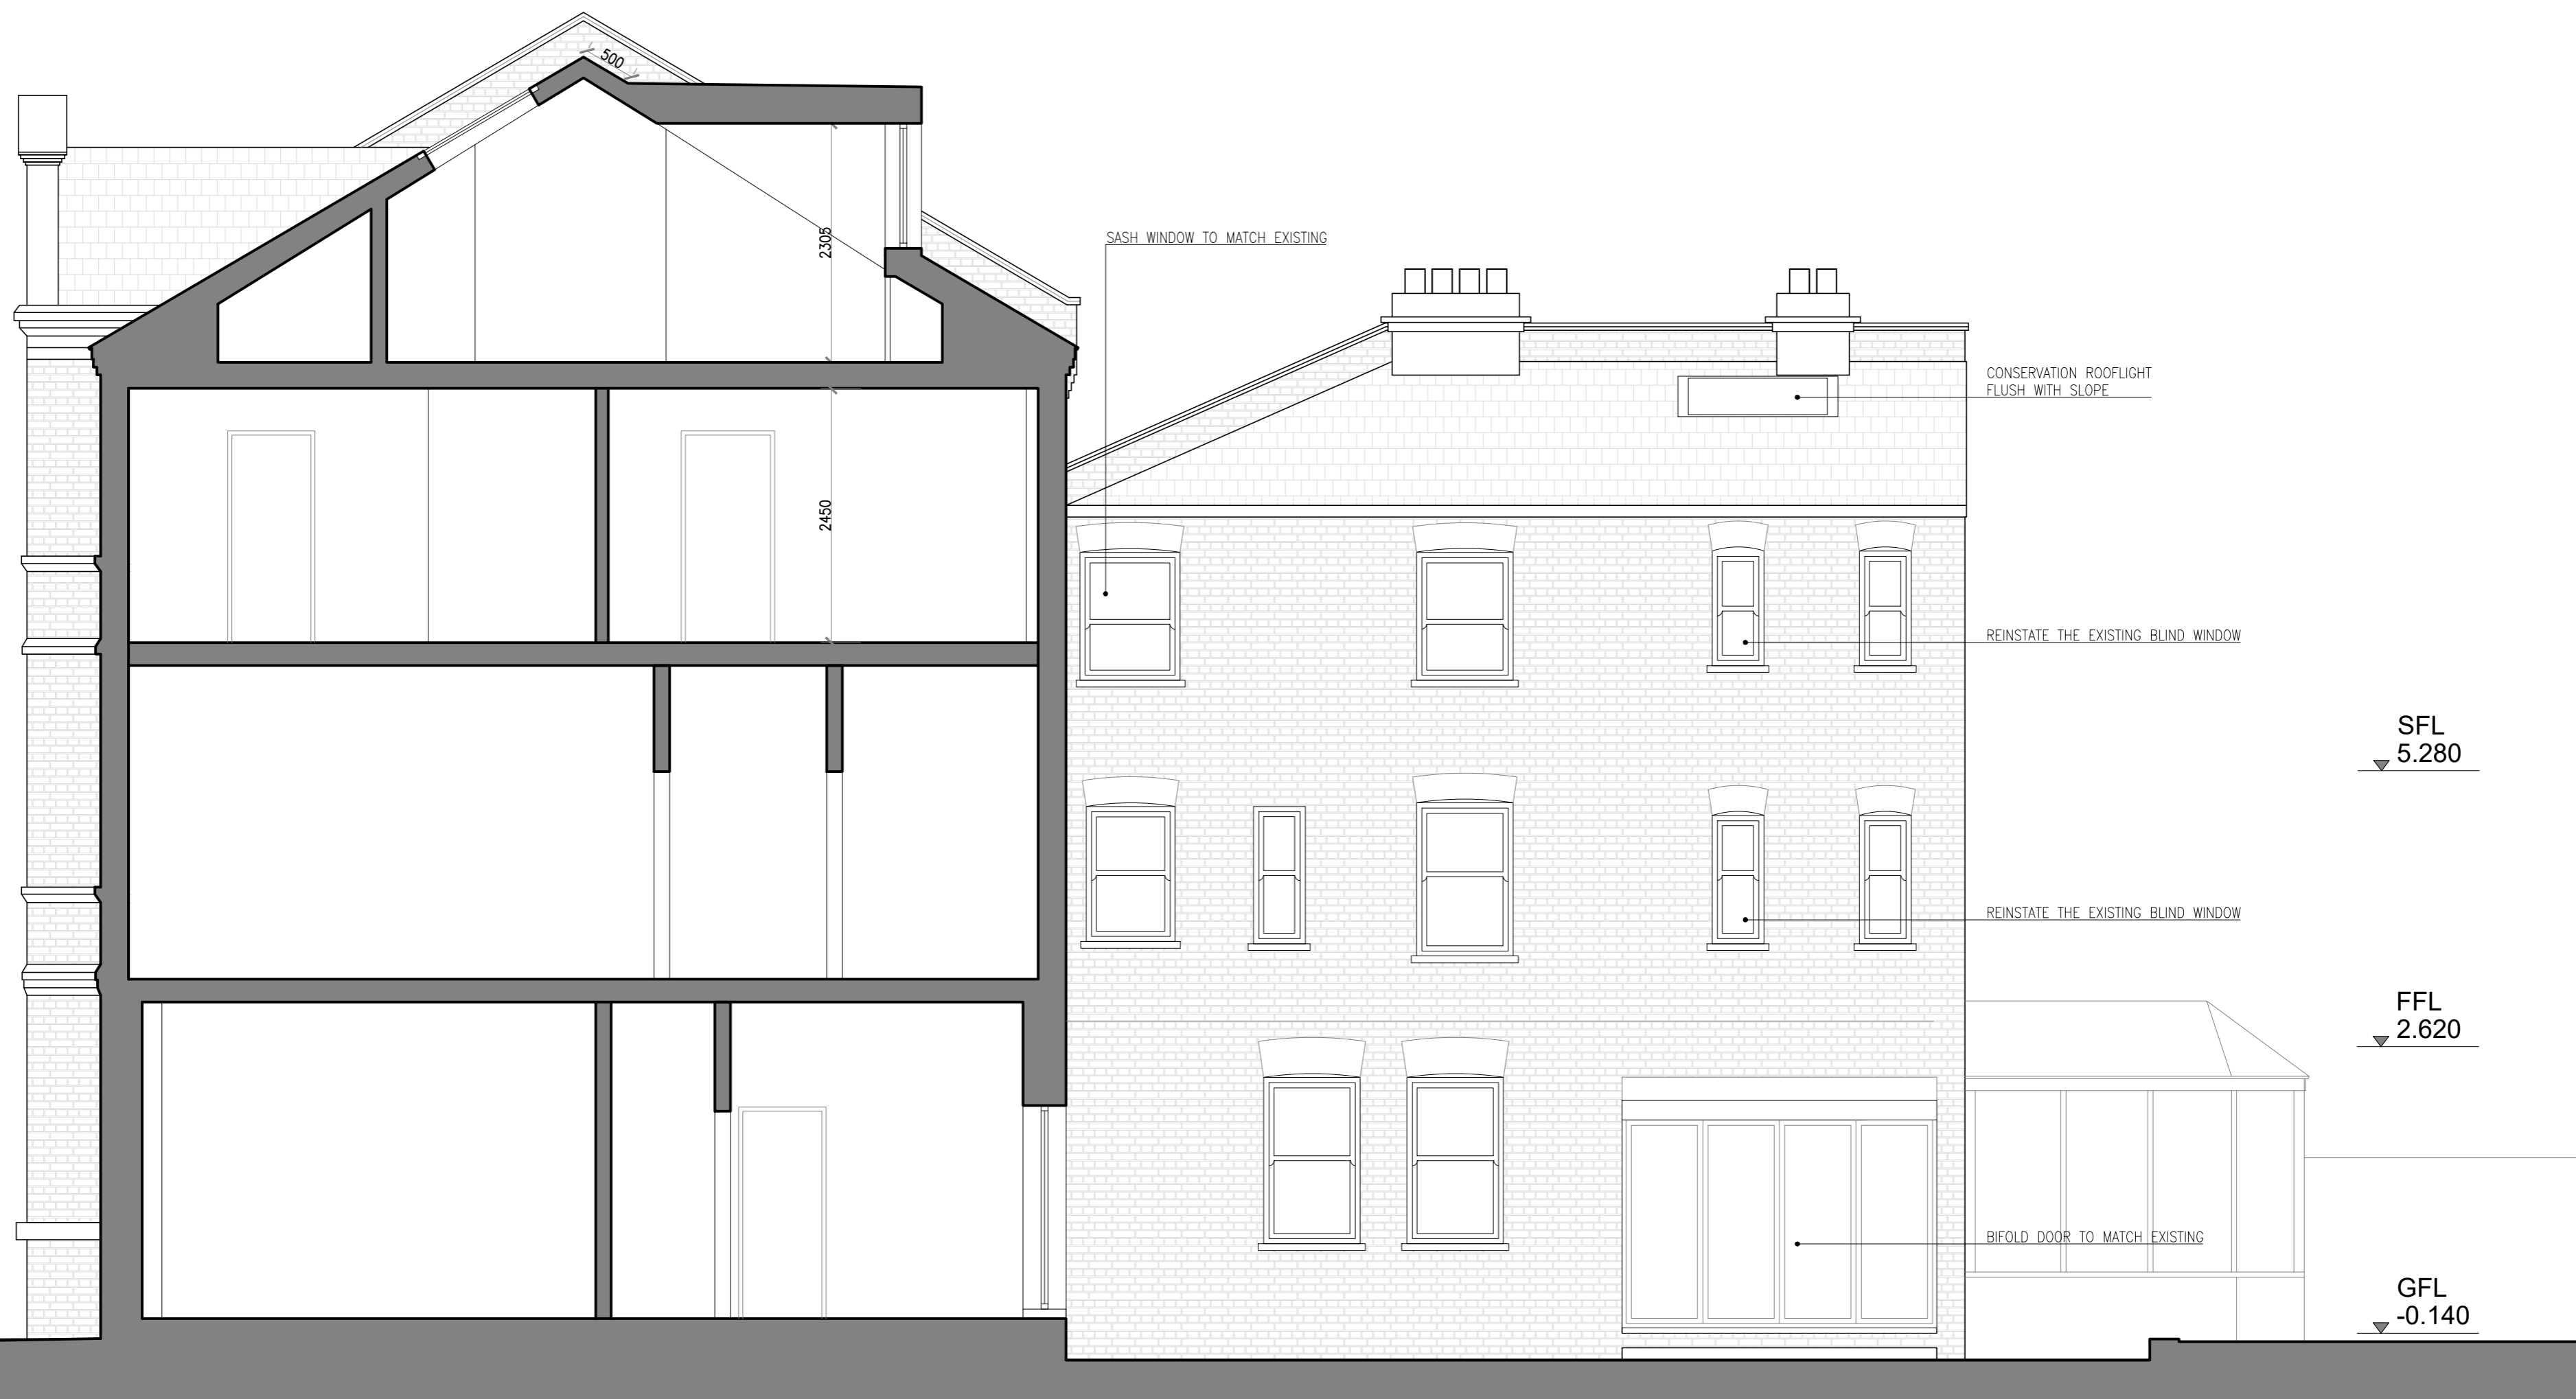 500
2305
SASH WINDOW TO MATCH EXISTING
CONSERVATION ROOFLIGHT
FLUSH WITH SLOPE
2450
REINSTATE THE EXISTING BLIND WINDOW
SFL
5.280
REINSTATE THE EXISTING BLIND WINDOW
FFL
2.620
BIFOLD DOOR TO MATCH EXISTING
GFL
-0.140